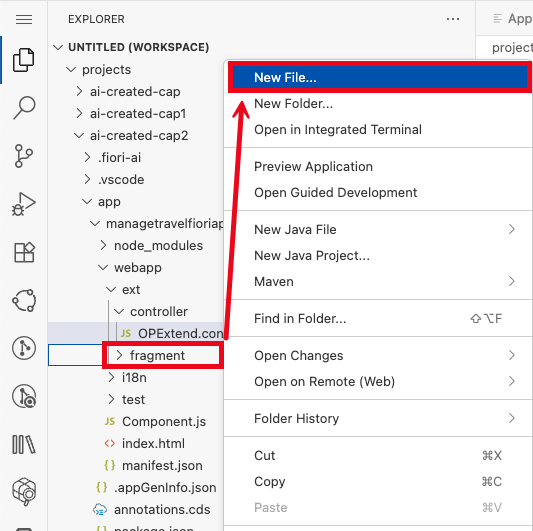 EXPLORER
App
UNTITLED (WORKSPACE)
projec
projects
ai-created-cap
ai-created-cap1
ai-created-cap2
.fiori-ai
.vscode
app
managetravelfioriap
node_modules
webapp
ext
controller
JS OPExtend.con
fragment
i18n
test
Component.js
index.html
manifest.json
.appGenInfo.json
annotations.cds
package.json
New File...
New Folder...
Open in Integrated Terminal
Preview Application
Open Guided Development
New Java File
New Java Project...
Maven
Find in Folder... ⇧⌥F
Open Changes
Open on Remote (Web)
Folder History
Cut ⌘X
Copy ⌘C
Paste ⌘V